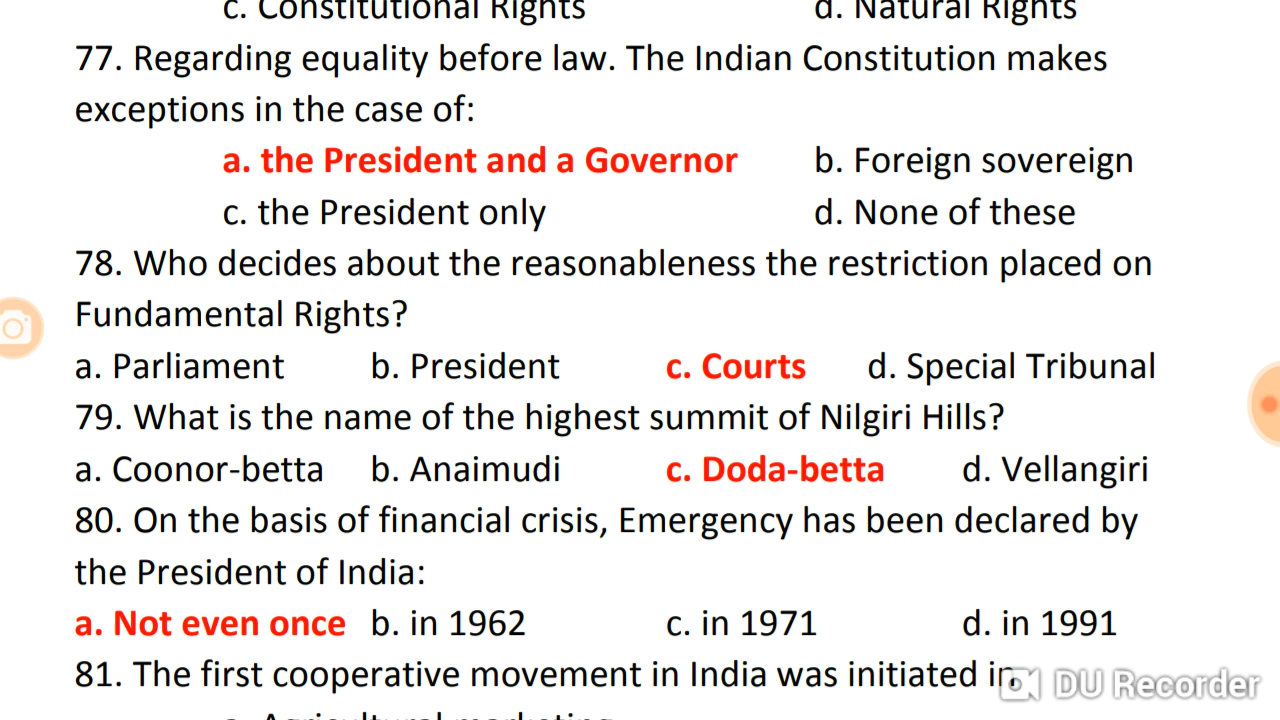 c. Constitutional Rights d. Natural Rights
77. Regarding equality before law. The Indian Constitution makes
exceptions in the case of:
a. the President and a Governor b. Foreign sovereign
c. the President only d. None of these
78. Who decides about the reasonableness the restriction placed on
Fundamental Rights?
a. Parliament b. President c. Courts d. Special Tribunal
79. What is the name of the highest summit of Nilgiri Hills?
a. Coonor-betta b. Anaimudi c. Doda-betta d. Vellangiri
80. On the basis of financial crisis, Emergency has been declared by
the President of India:
a. Not even once b. in 1962 c. in 1971 d. in 1991
81. The first cooperative movement in India was initiated in
DU Recorder
a. Agricultural marketing